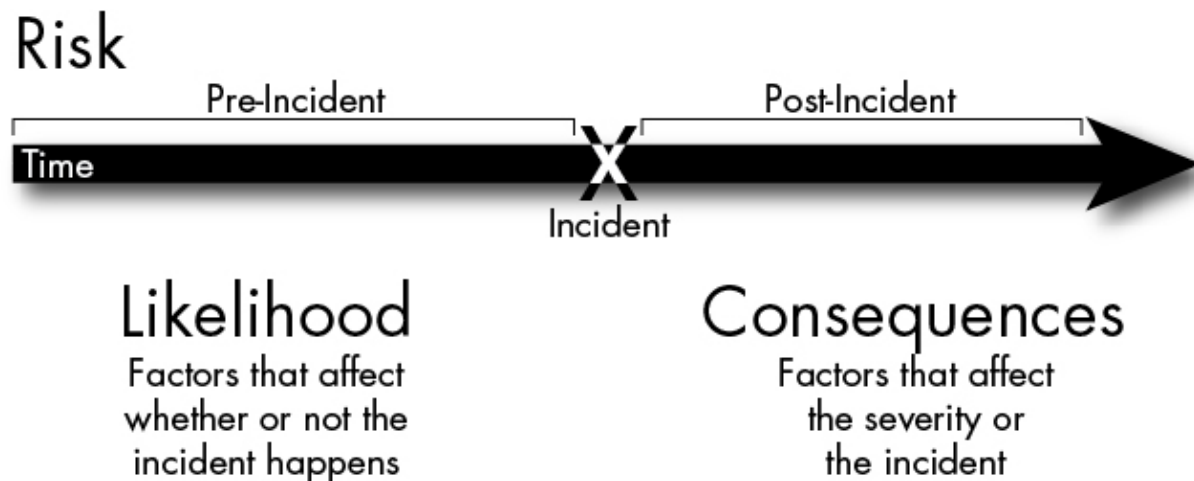 Risk
Pre-Incident
Post-Incident
Time
X
Incident
Likelihood
Factors that affect
whether or not the
incident happens
Consequences
Factors that affect
the severity or
the incident